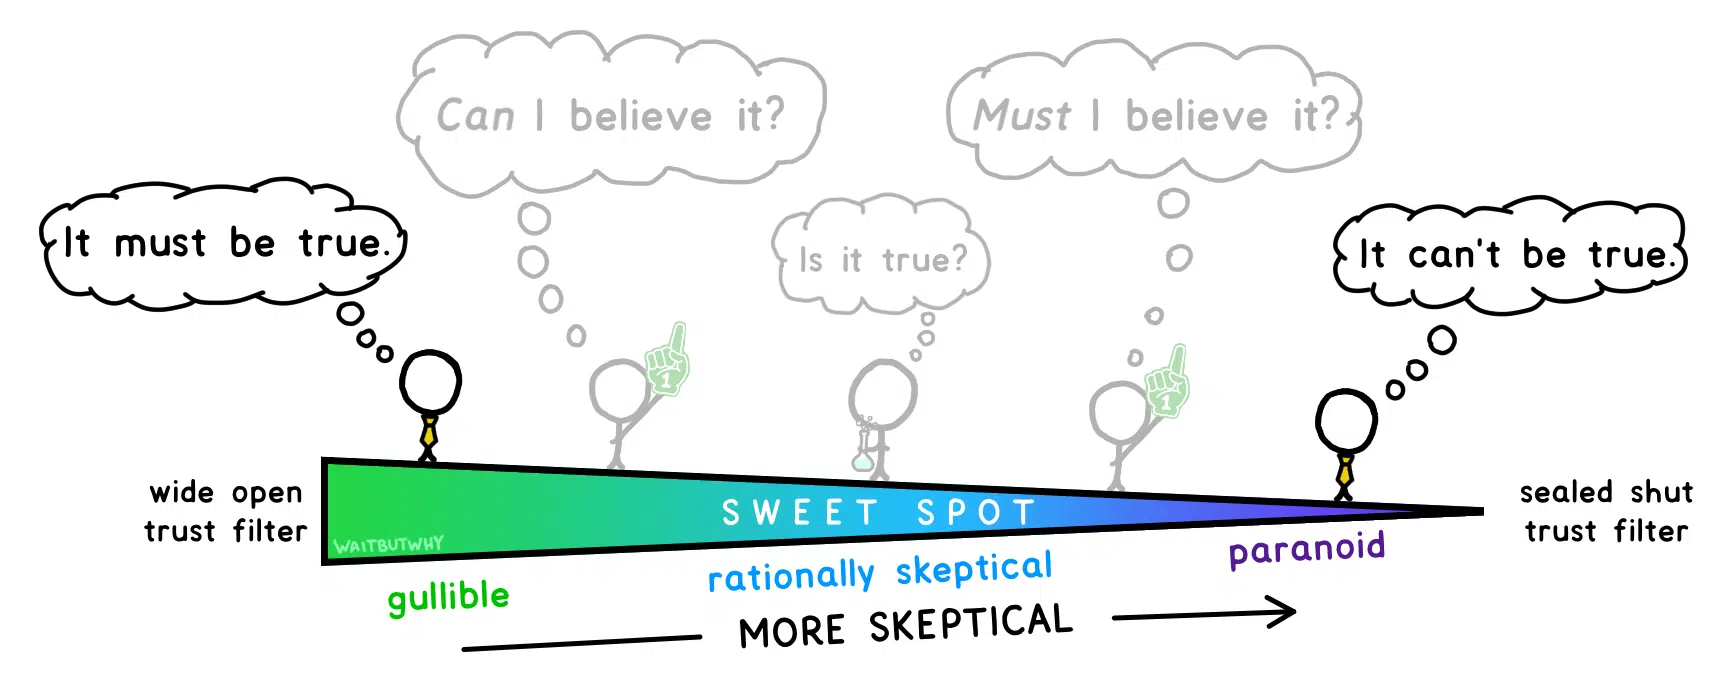 Can I believe it?
Must I believe it?
It must be true.
Is it true?
It can't be true.
1
1
wide open
trust filter
SWEET SPOT
sealed shut
trust filter
WAITBUTWHY
gullible
rationally skeptical
paranoid
MORE SKEPTICAL